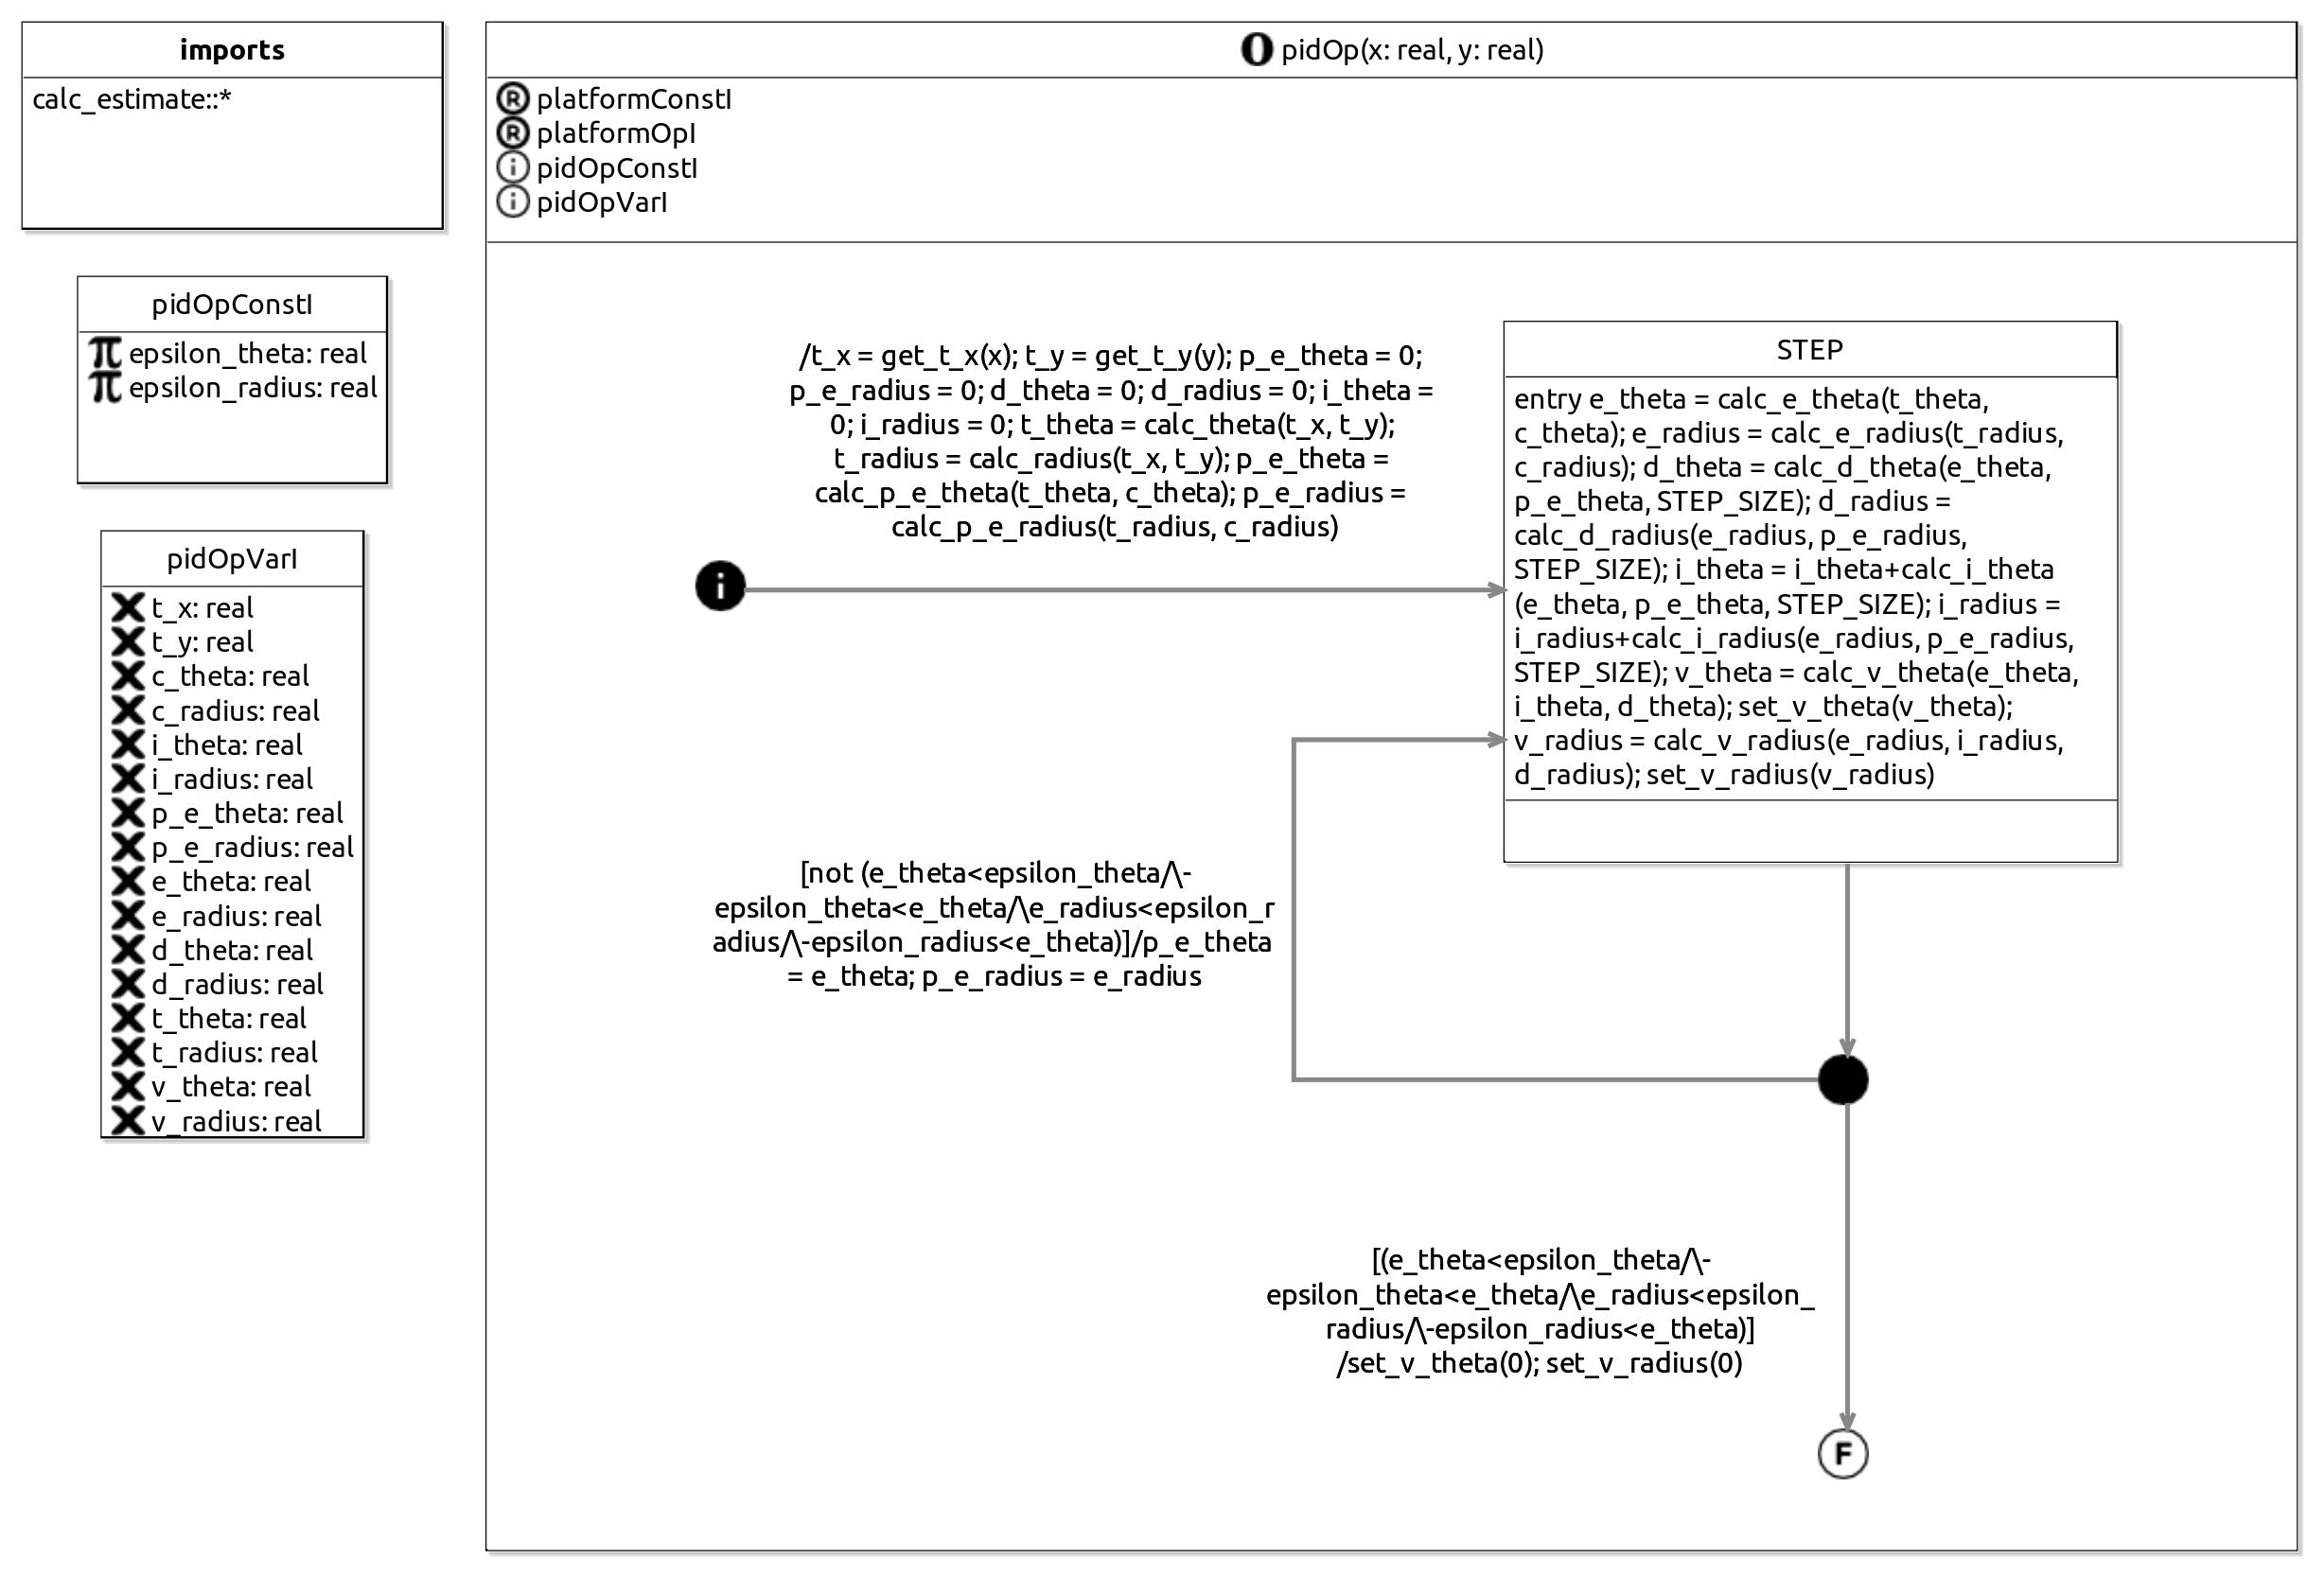 imports
calc_estimate::*
pidOpConstI
π epsilon_theta: real
π epsilon_radius: real
pidOpVarI
t_x: real
t_y: real
c_theta: real
c_radius: real
i_theta: real
i_radius: real
p_e_theta: real
p_e_radius: real
e_theta: real
e_radius: real
d_theta: real
d_radius: real
t_theta: real
t_radius: real
v_theta: real
v_radius: real
O pidOp(x: real, y: real)
R platformConstI
R platformOpI
i pidOpConstI
i pidOpVarI
/t_x = get_t_x(x); t_y = get_t_y(y); p_e_theta = 0;
p_e_radius = 0; d_theta = 0; d_radius = 0; i_theta =
0; i_radius = 0; t_theta = calc_theta(t_x, t_y);
t_radius = calc_radius(t_x, t_y); p_e_theta =
calc_p_e_theta(t_theta, c_theta); p_e_radius =
calc_p_e_radius(t_radius, c_radius)
i
STEP
entry e_theta = calc_e_theta(t_theta,
c_theta); e_radius = calc_e_radius(t_radius,
c_radius); d_theta = calc_d_theta(e_theta,
p_e_theta, STEP_SIZE); d_radius =
calc_d_radius(e_radius, p_e_radius,
STEP_SIZE); i_theta = i_theta+calc_i_theta
(e_theta, p_e_theta, STEP_SIZE); i_radius =
i_radius+calc_i_radius(e_radius, p_e_radius,
STEP_SIZE); v_theta = calc_v_theta(e_theta,
i_theta, d_theta); set_v_theta(v_theta);
v_radius = calc_v_radius(e_radius, i_radius,
d_radius); set_v_radius(v_radius)
[not (e_theta<epsilon_theta/\-
epsilon_theta<e_theta/\e_radius<epsilon_r
adius/\-epsilon_radius<e_theta)]/p_e_theta
= e_theta; p_e_radius = e_radius
[(e_theta<epsilon_theta/\-
epsilon_theta<e_theta/\e_radius<epsilon_
radius/\-epsilon_radius<e_theta)]
/set_v_theta(0); set_v_radius(0)
F